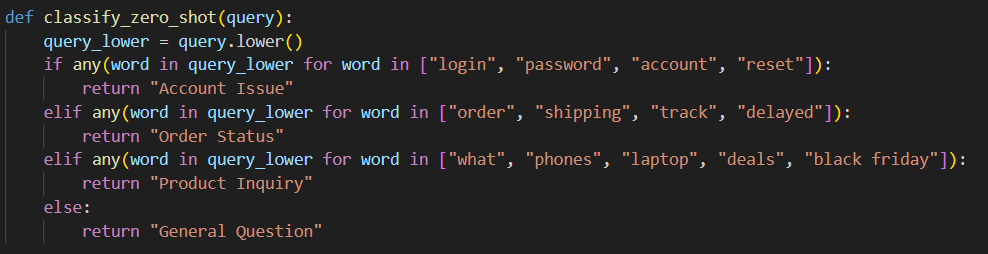 def classify_zero_shot(query):
    query_lower = query.lower()
    if any(word in query_lower for word in ["login", "password", "account", "reset"]):
        return "Account Issue"
    elif any(word in query_lower for word in ["order", "shipping", "track", "delayed"]):
        return "Order Status"
    elif any(word in query_lower for word in ["what", "phones", "laptop", "deals", "black friday"]):
        return "Product Inquiry"
    else:
        return "General Question"